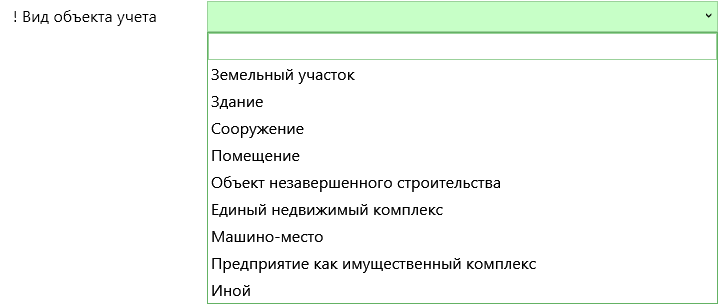 ! Вид объекта учета
Земельный участок
Здание
Сооружение
Помещение
Объект незавершенного строительства
Единый недвижимый комплекс
Машино-место
Предприятие как имущественный комплекс
Иной